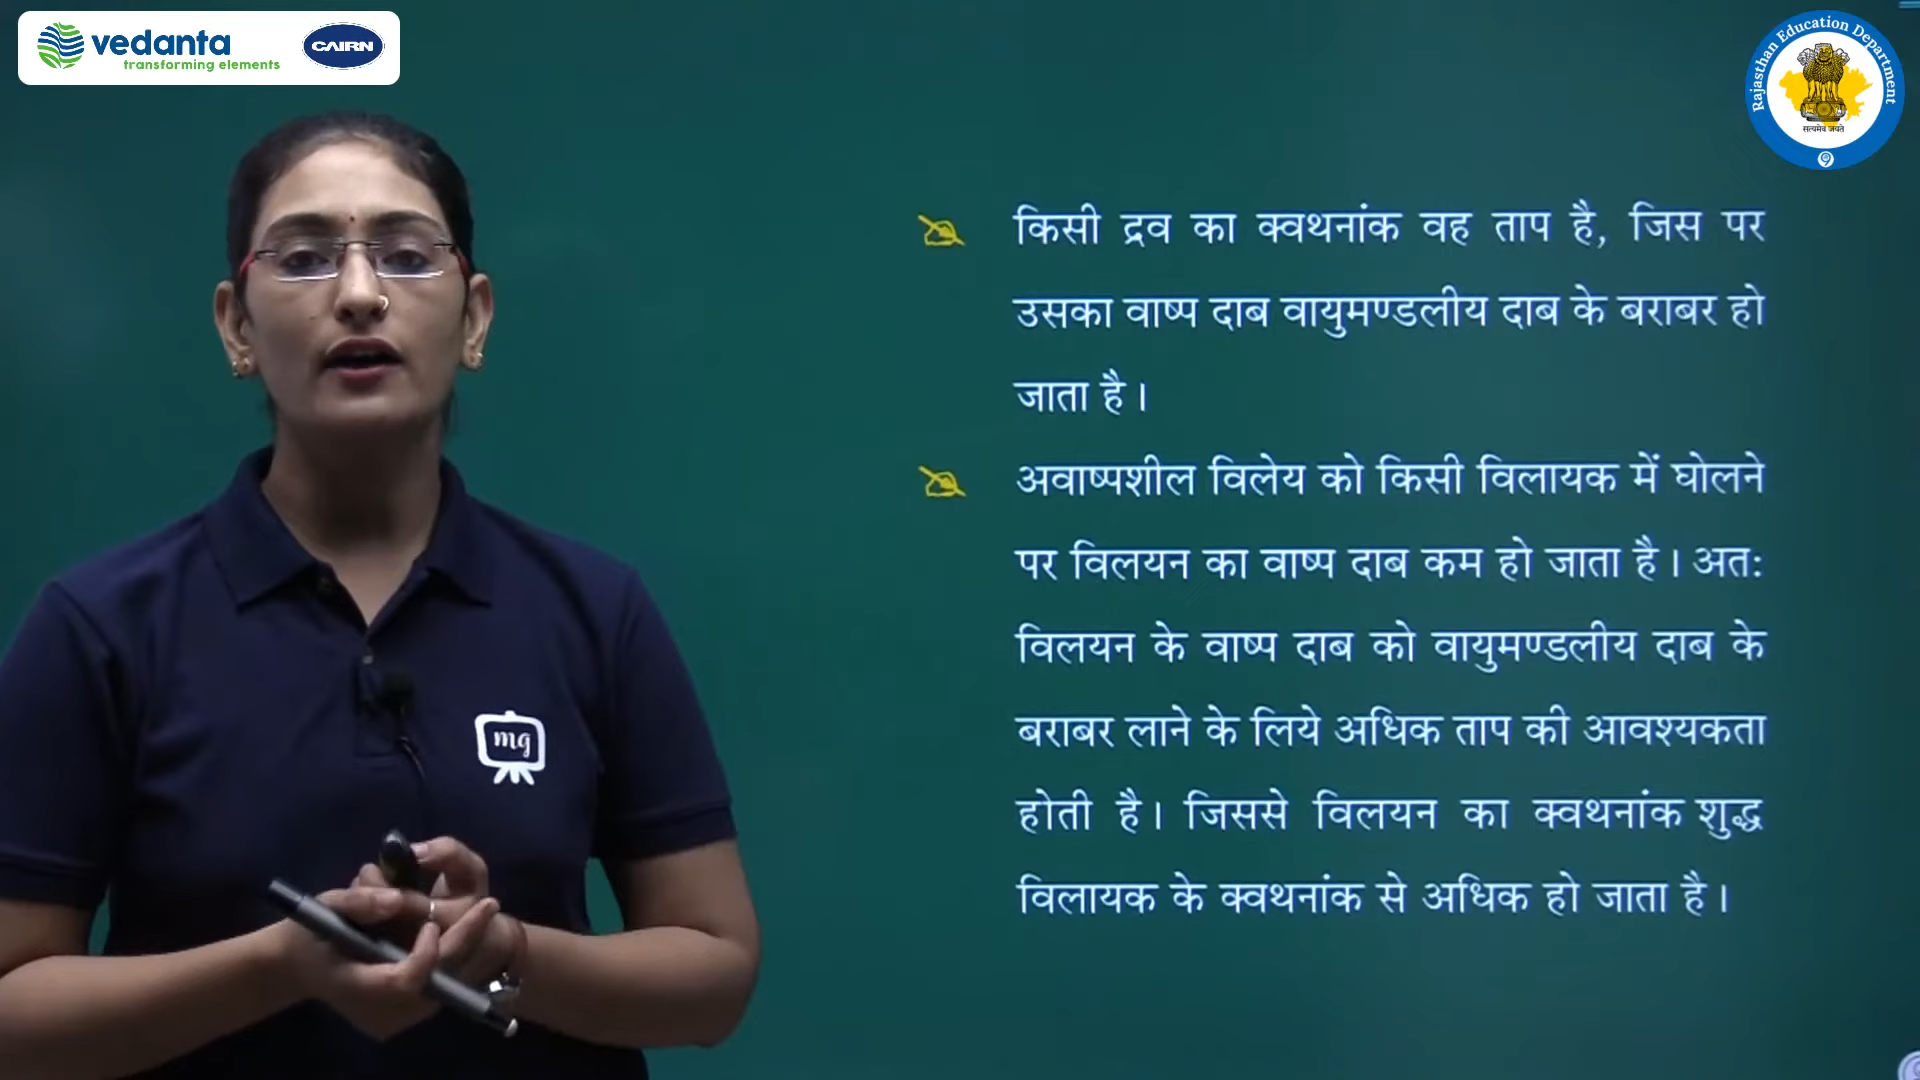 vedanta
transforming elements
CAIRN
Rajasthan Education Department
सत्यमेव जयते
किसी द्रव का क्वथनांक वह ताप है, जिस पर
उसका वाष्प दाब वायुमण्डलीय दाब के बराबर हो
जाता है।
अवाष्पशील विलेय को किसी विलायक में घोलने
पर विलयन का वाष्प दाब कम हो जाता है। अतः
विलयन के वाष्प दाब को वायुमण्डलीय दाब के
बराबर लाने के लिये अधिक ताप की आवश्यकता
होती है। जिससे विलयन का क्वथनांक शुद्ध
विलायक के क्वथनांक से अधिक हो जाता है।
mg